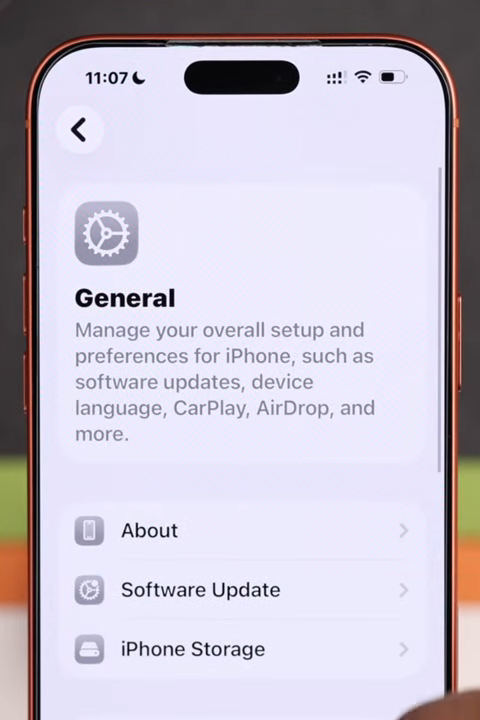 11:07
General
Manage your overall setup and
preferences for iPhone, such as
software updates, device
language, CarPlay, AirDrop, and
more.
About
Software Update
iPhone Storage